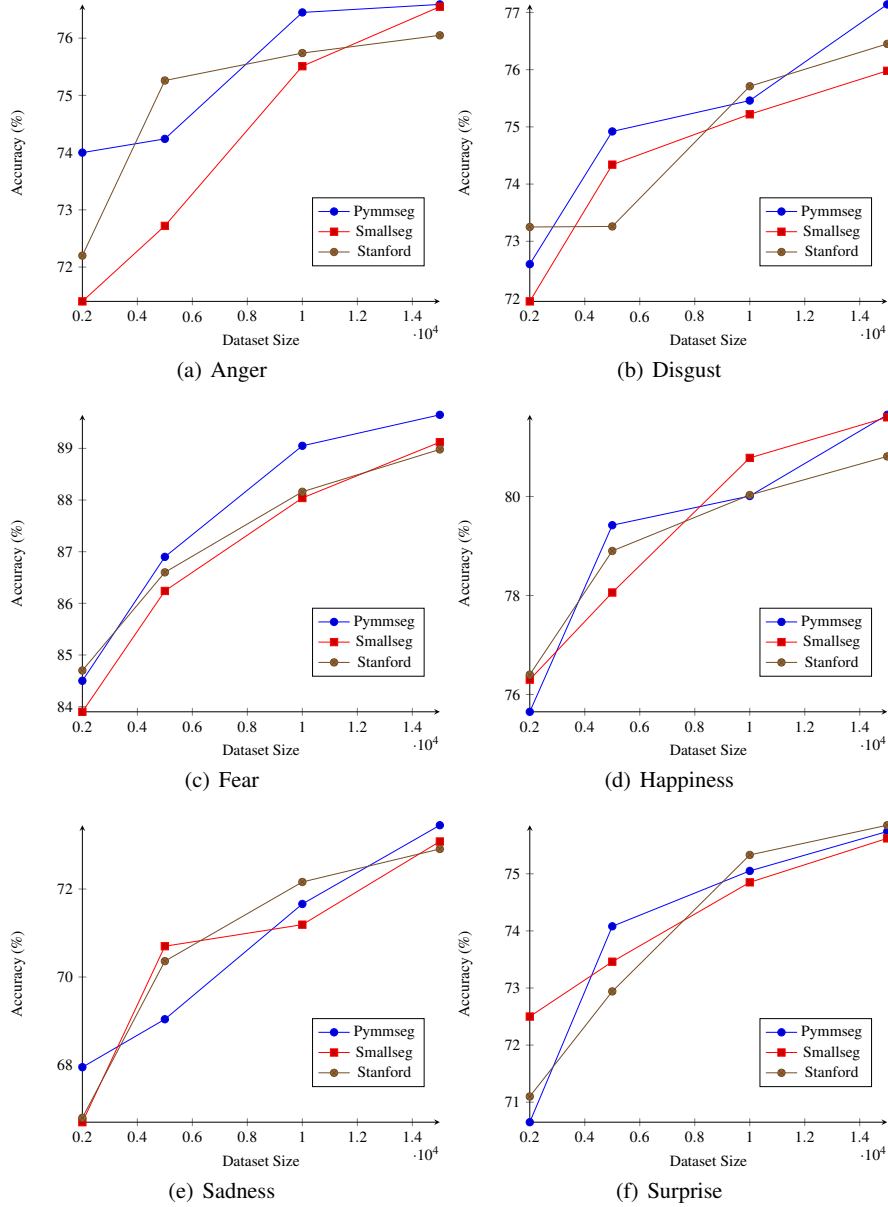 76
75
74
73
72
Accuracy (%)
Pymmseg
Smallseg
Stanford
0.2 0.4 0.6 0.8 1 1.2 1.4
·10⁴
Dataset Size
(a) Anger
77
76
75
74
73
72
Accuracy (%)
Pymmseg
Smallseg
Stanford
0.2 0.4 0.6 0.8 1 1.2 1.4
·10⁴
Dataset Size
(b) Disgust
89
88
87
86
85
84
Accuracy (%)
Pymmseg
Smallseg
Stanford
0.2 0.4 0.6 0.8 1 1.2 1.4
·10⁴
Dataset Size
(c) Fear
80
78
76
Accuracy (%)
Pymmseg
Smallseg
Stanford
0.2 0.4 0.6 0.8 1 1.2 1.4
·10⁴
Dataset Size
(d) Happiness
72
70
68
Accuracy (%)
Pymmseg
Smallseg
Stanford
0.2 0.4 0.6 0.8 1 1.2 1.4
·10⁴
Dataset Size
(e) Sadness
75
74
73
72
71
Accuracy (%)
Pymmseg
Smallseg
Stanford
0.2 0.4 0.6 0.8 1 1.2 1.4
·10⁴
Dataset Size
(f) Surprise